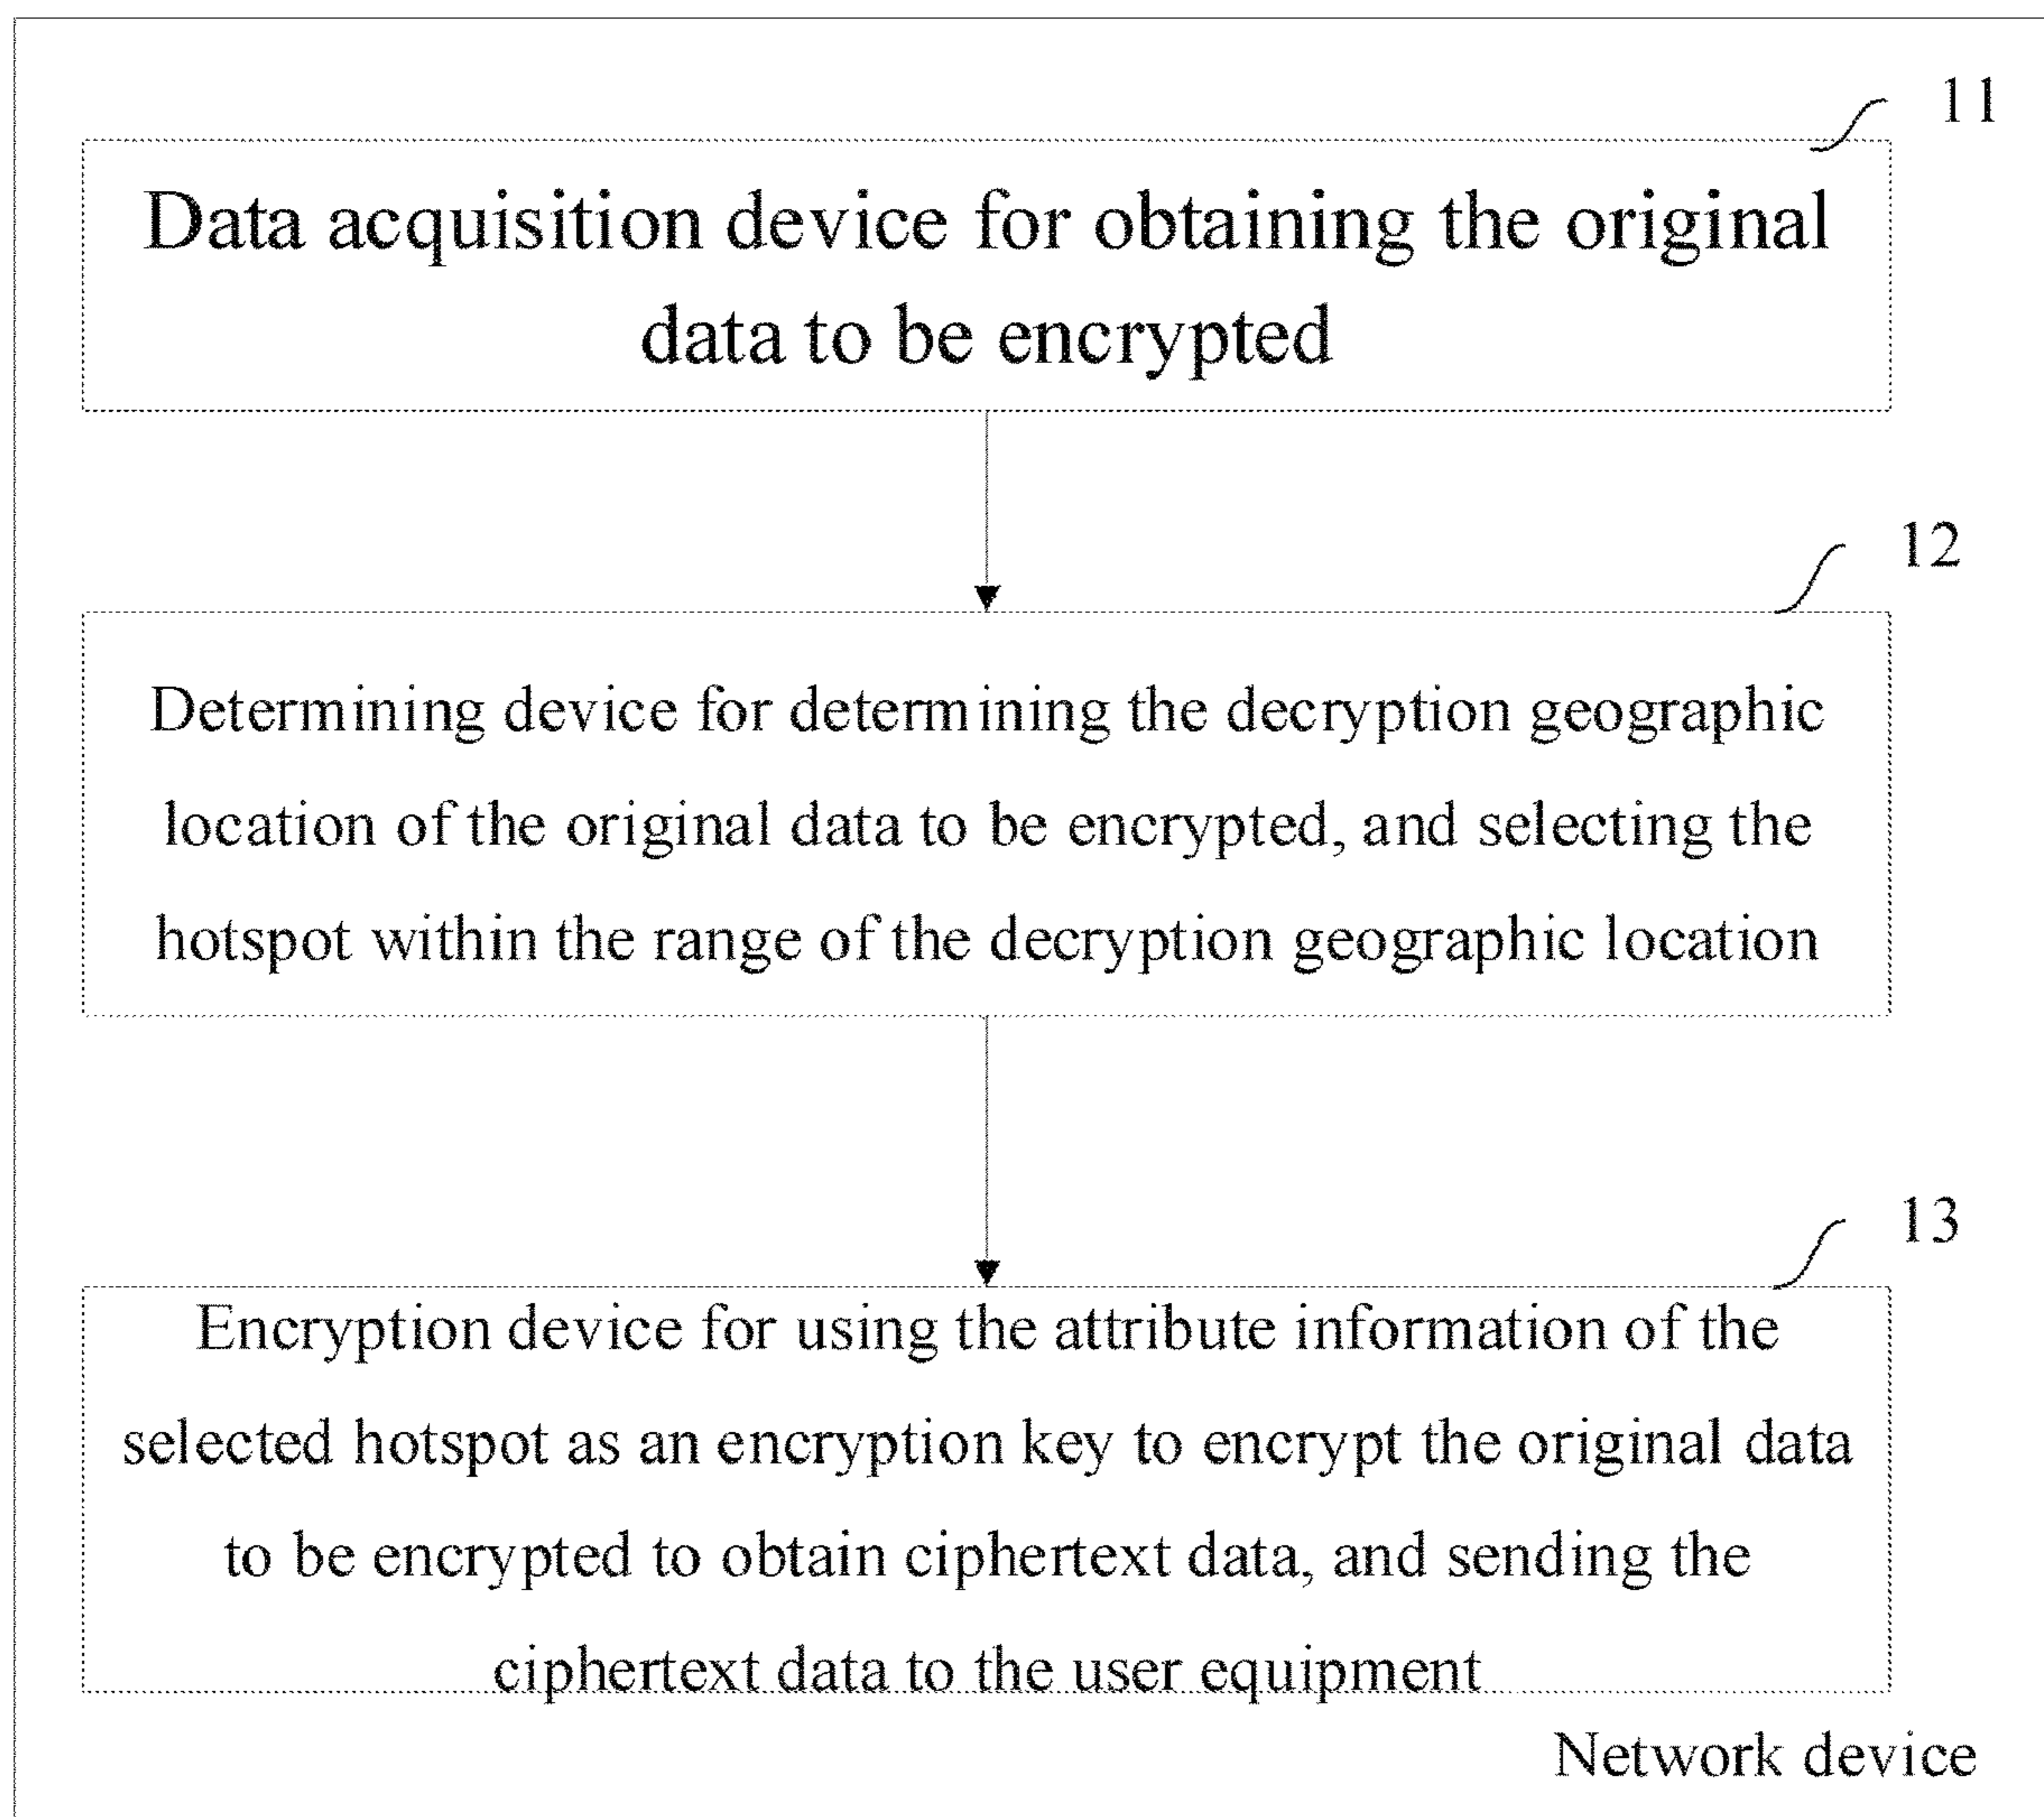 11
Data acquisition device for obtaining the original
data to be encrypted
12
Determining device for determining the decryption geographic
location of the original data to be encrypted, and selecting the
hotspot within the range of the decryption geographic location
13
Encryption device for using the attribute information of the
selected hotspot as an encryption key to encrypt the original data
to be encrypted to obtain ciphertext data, and sending the
ciphertext data to the user equipment
Network device